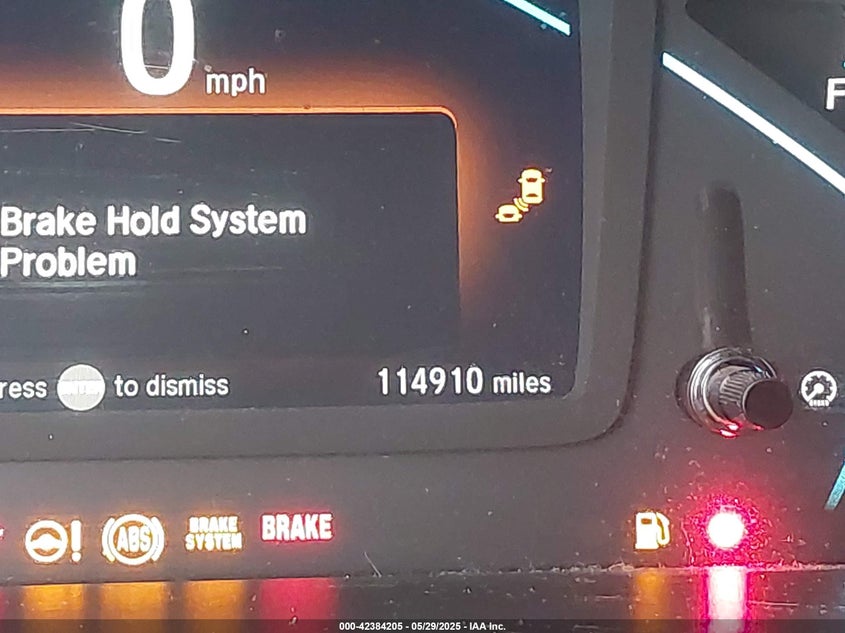 0 mph
F
Brake Hold System
Problem
ress to dismiss
114910 miles
ABS
BRAKE
SYSTEM
BRAKE
000-42384205 - 05/29/2025 - IAA Inc.